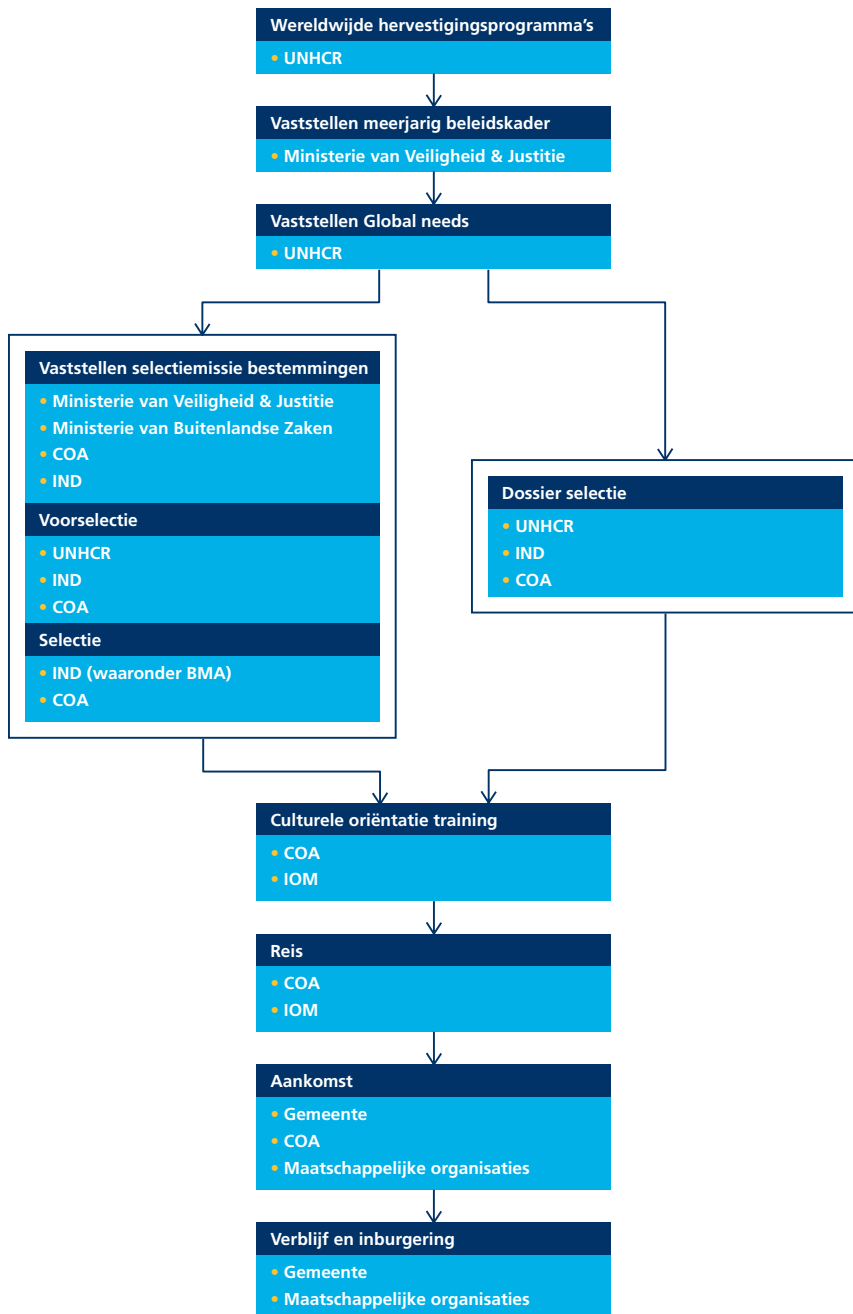 Wereldwijde hervestigingsprogramma's
• UNHCR
Vaststellen meerjarig beleidskader
• Ministerie van Veiligheid & Justitie
Vaststellen Global needs
• UNHCR
Vaststellen selectiemissie bestemmingen
• Ministerie van Veiligheid & Justitie
• Ministerie van Buitenlandse Zaken
• COA
• IND
Voorselectie
• UNHCR
• IND
• COA
Selectie
• IND (waaronder BMA)
• COA
Dossier selectie
• UNHCR
• IND
• COA
Culturele oriëntatie training
• COA
• IOM
Reis
• COA
• IOM
Aankomst
• Gemeente
• COA
• Maatschappelijke organisaties
Verblijf en inburgering
• Gemeente
• Maatschappelijke organisaties